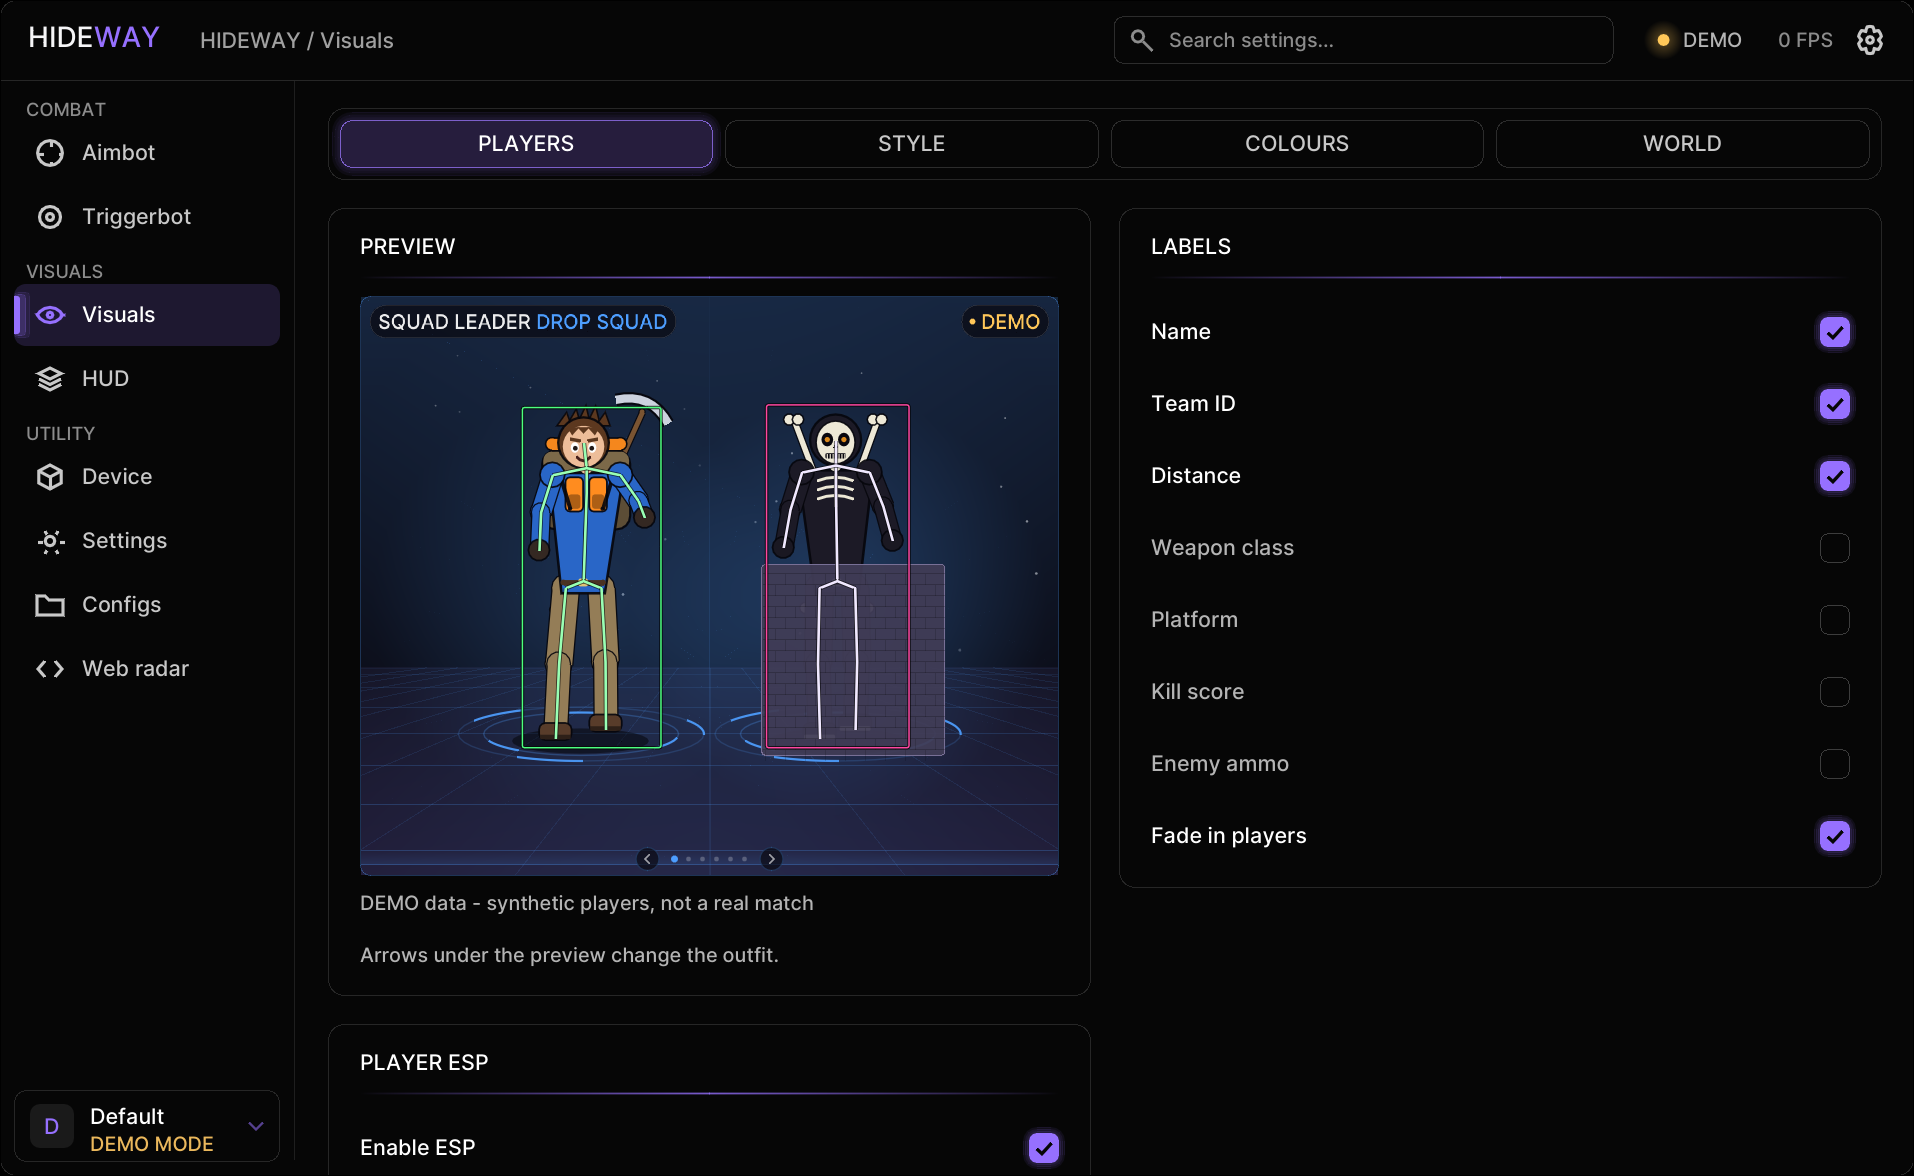 HIDEWAY
HIDEWAY / Visuals
Search settings...
DEMO
0 FPS
COMBAT
Aimbot
Triggerbot
VISUALS
Visuals
HUD
UTILITY
Device
Settings
Configs
Web radar
D
Default
DEMO MODE
PLAYERS
STYLE
COLOURS
WORLD
PREVIEW
SQUAD LEADER DROP SQUAD
• DEMO
DEMO data - synthetic players, not a real match
Arrows under the preview change the outfit.
PLAYER ESP
Enable ESP
LABELS
Name
Team ID
Distance
Weapon class
Platform
Kill score
Enemy ammo
Fade in players